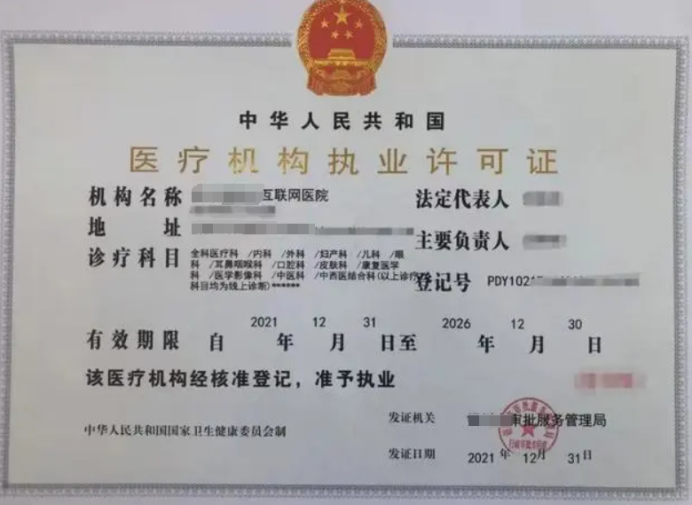 中华人民共和国
医疗机构执业许可证
机构名称 互联网医院
地 址
诊疗科目 全科医疗科 /内科 /外科 /妇产科 /儿科 /眼
科 /耳鼻咽喉科 /口腔科 /皮肤科 /康复医学
科 /医学影像科 /中医科 /中西医结合科(以上诊疗
科目均为线上诊断)******
法定代表人
主要负责人
登记号 PDY1021
有效期限 自 2021 年 12 月 31 日至 2026 年 12 月 30 日
该医疗机构经核准登记，准予执业
中华人民共和国国家卫生健康委员会制
发证机关 审批服务管理局
发证日期 2021 年 12 月 31 日